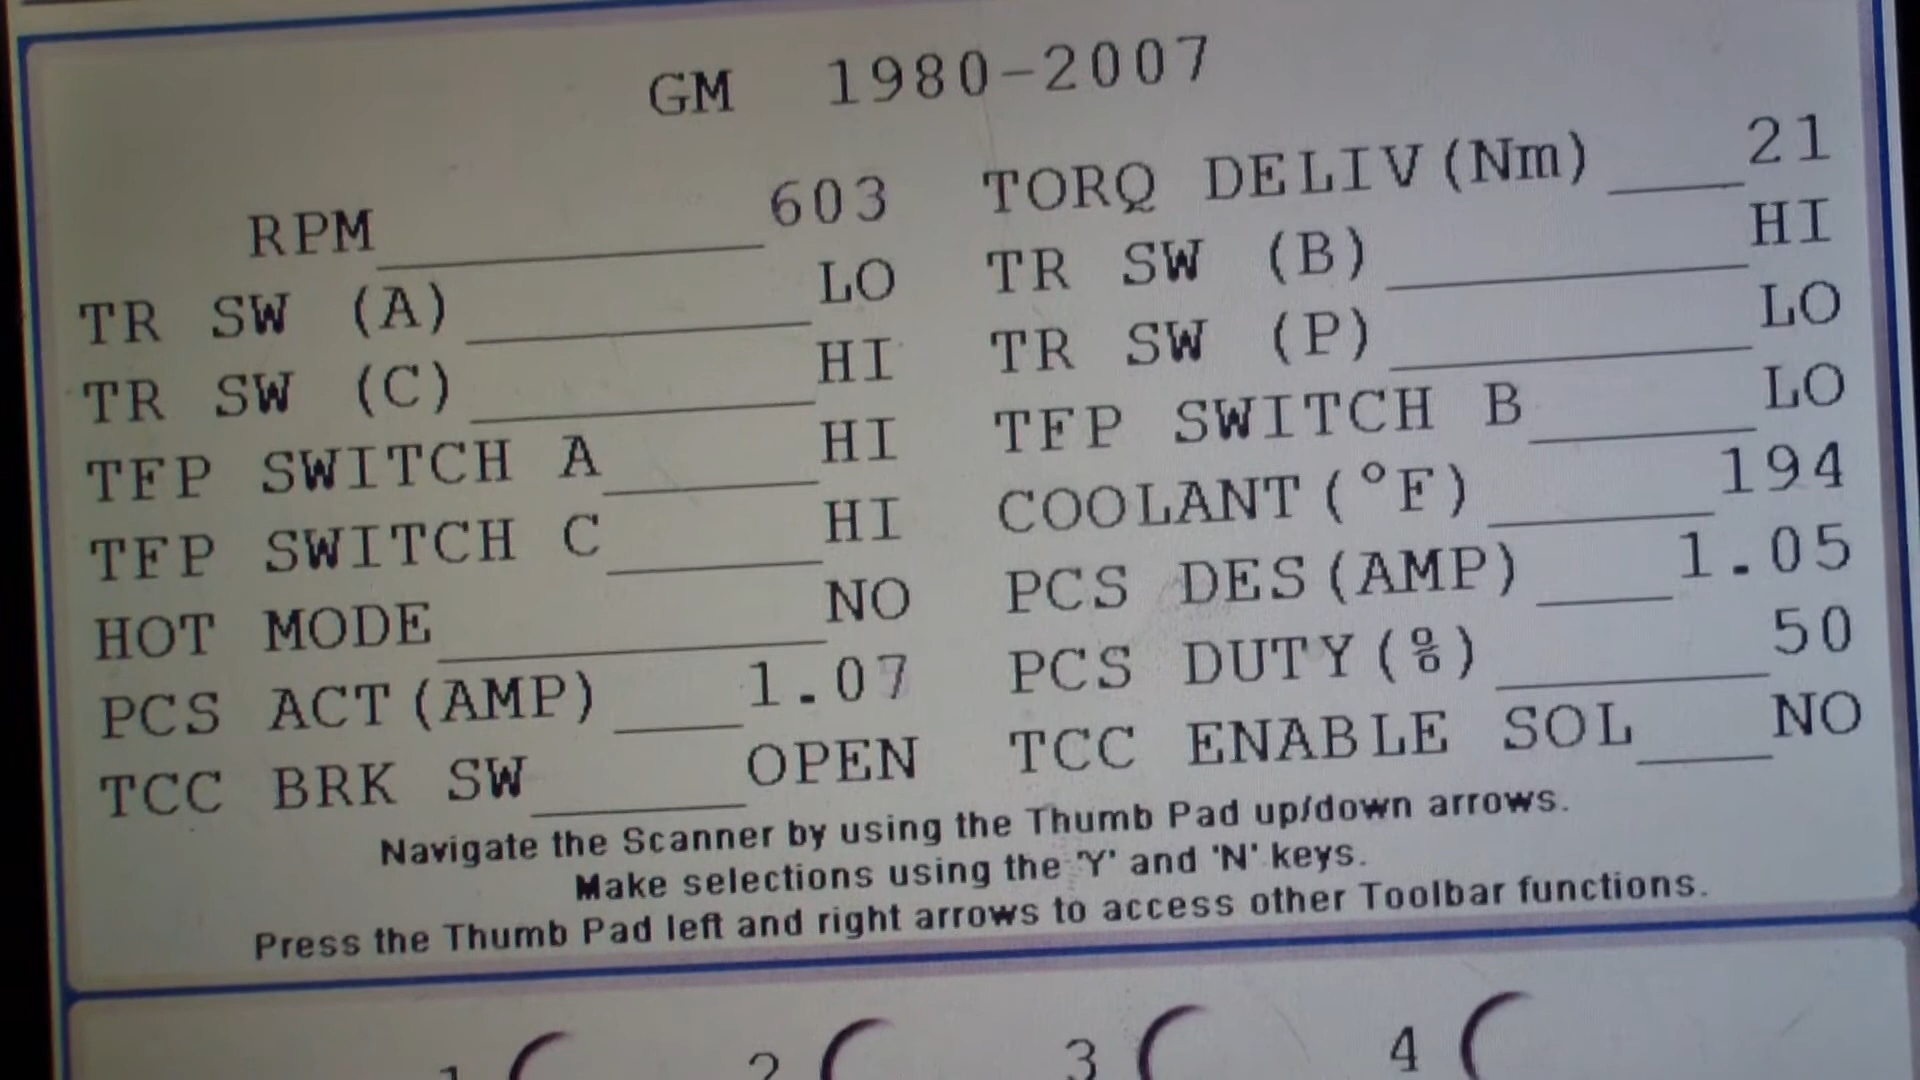 GM 1980-2007
RPM 603 TORQ DELIV(Nm) 21
TR SW (A) LO TR SW (B) HI
TR SW (C) HI TR SW (P) LO
TFP SWITCH A HI TFP SWITCH B LO
TFP SWITCH C HI COOLANT(°F) 194
HOT MODE NO PCS DES(AMP) 1.05
PCS ACT(AMP) 1.07 PCS DUTY(%) 50
TCC BRK SW OPEN TCC ENABLE SOL NO
Navigate the Scanner by using the Thumb Pad up/down arrows.
Make selections using the 'Y' and 'N' keys.
Press the Thumb Pad left and right arrows to access other Toolbar functions.
1 2 3 4